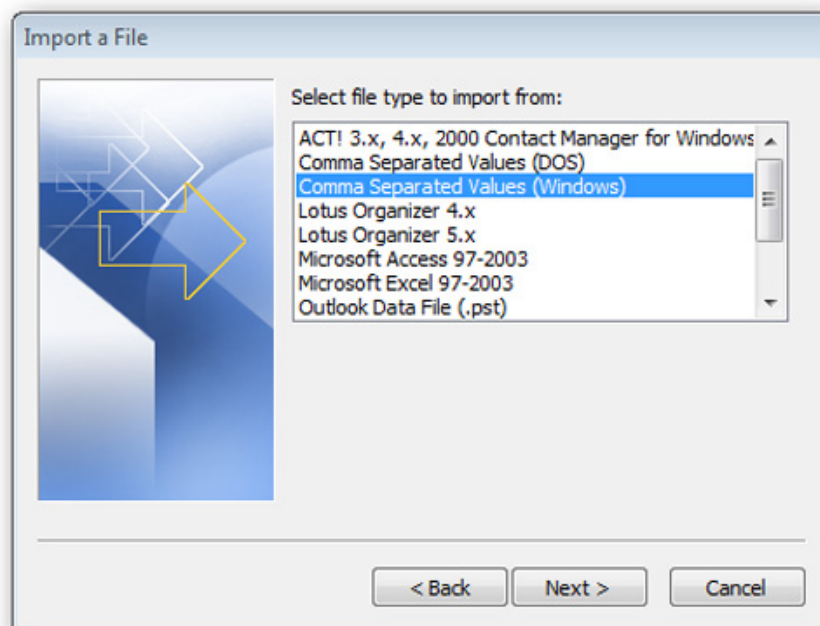 Import a File
Select file type to import from:
ACT! 3.x, 4.x, 2000 Contact Manager for Windows
Comma Separated Values (DOS)
Comma Separated Values (Windows)
Lotus Organizer 4.x
Lotus Organizer 5.x
Microsoft Access 97-2003
Microsoft Excel 97-2003
Outlook Data File (.pst)
< Back Next > Cancel